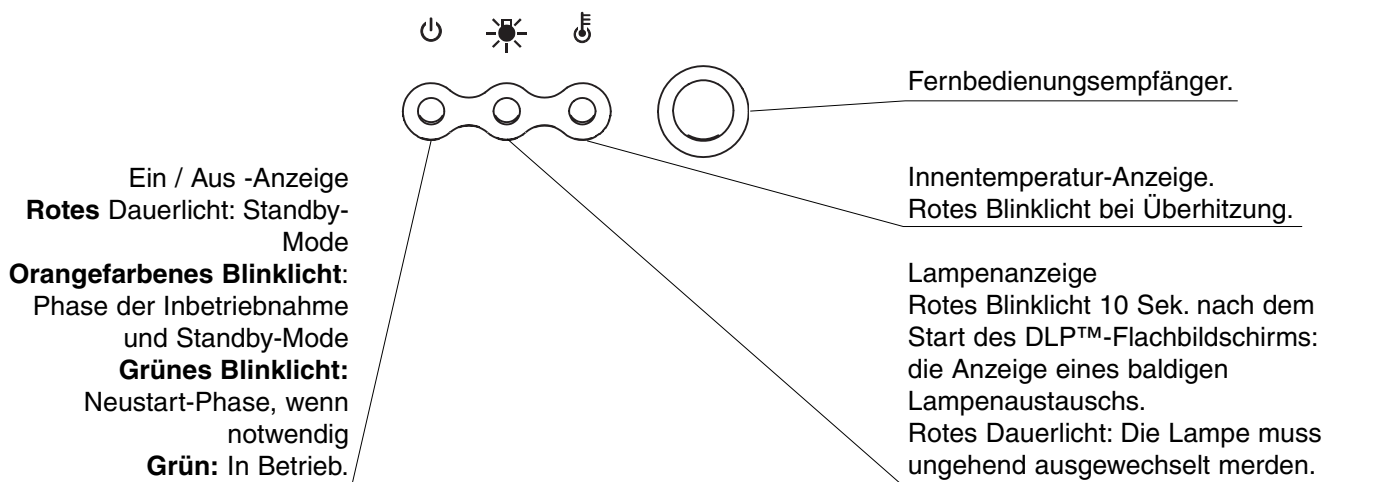 Fernbedienungsempfänger.
Ein / Aus -Anzeige
Rotes Dauerlicht: Standby-
Mode
Orangefarbenes Blinklicht:
Phase der Inbetriebnahme
und Standby-Mode
Grünes Blinklicht:
Neustart-Phase, wenn
notwendig
Grün: In Betrieb.
Innentemperatur-Anzeige.
Rotes Blinklicht bei Überhitzung.
Lampenanzeige
Rotes Blinklicht 10 Sek. nach dem
Start des DLP™-Flachbildschirms:
die Anzeige eines baldigen
Lampenaustauschs.
Rotes Dauerlicht: Die Lampe muss
ungehend ausgewechselt merden.